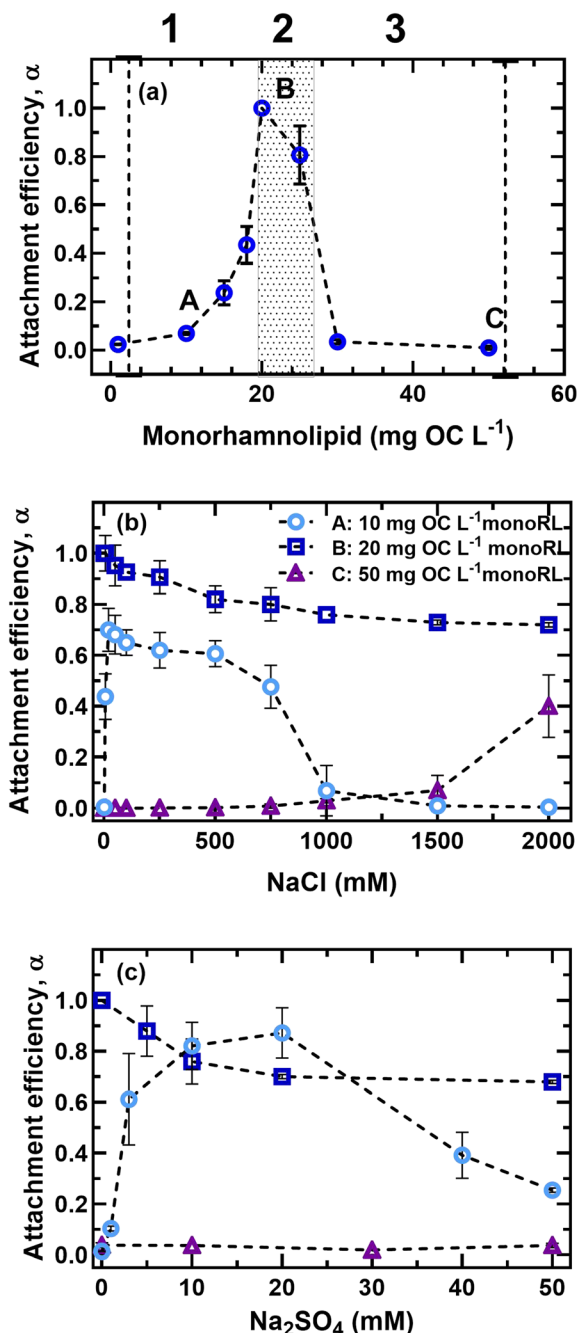 1 2 3
(a)
B
A
C
Attachment efficiency, α
1.0
0.8
0.6
0.4
0.2
0.0
0 20 40 60
Monorhamnolipid (mg OC L⁻¹)
(b)
A: 10 mg OC L⁻¹monoRL
B: 20 mg OC L⁻¹ monoRL
C: 50 mg OC L⁻¹monoRL
Attachment efficiency, α
1.0
0.8
0.6
0.4
0.2
0.0
0 500 1000 1500 2000
NaCl (mM)
(c)
Attachment efficiency, α
1.0
0.8
0.6
0.4
0.2
0.0
0 10 20 30 40 50
Na₂SO₄ (mM)